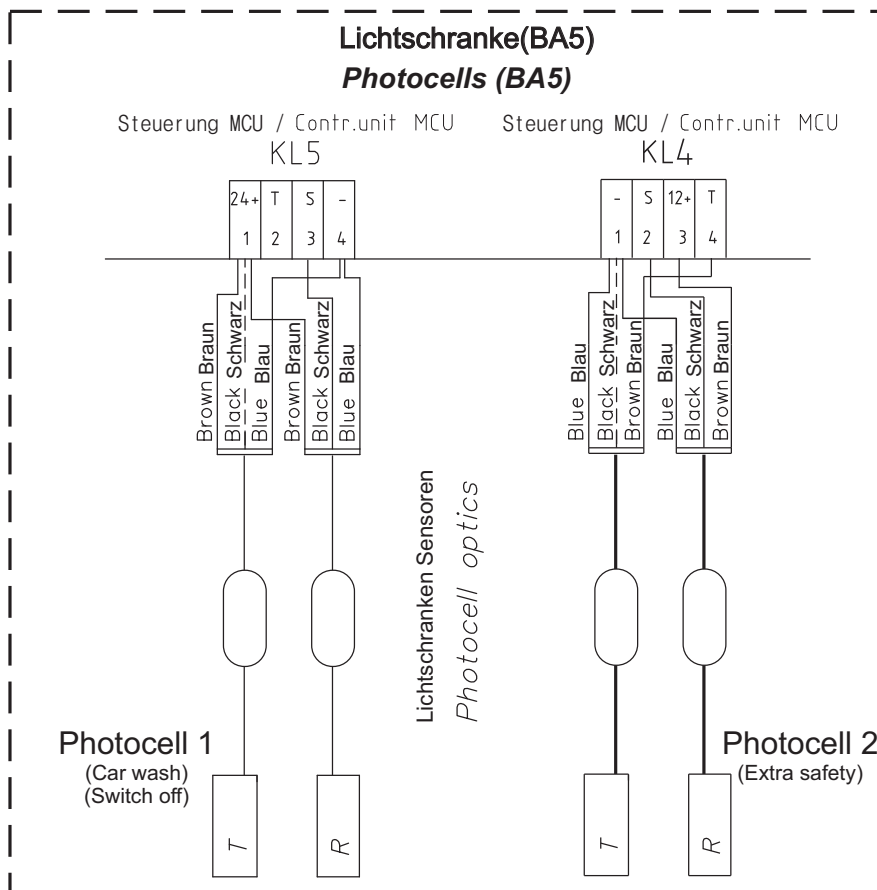 Lichtschranke(BA5)
Photocells (BA5)
Steuerung MCU / Contr.unit MCU
KL5
24+ T S -
1 2 3 4
Brown Braun
Black Schwarz
Blue Blau
Brown Braun
Black Schwarz
Blue Blau
Steuerung MCU / Contr.unit MCU
KL4
- S 12+ T
1 2 3 4
Blue Blau
Black Schwarz
Brown Braun
Blue Blau
Black Schwarz
Brown Braun
Lichtschranken Sensoren
Photocell optics
Photocell 1
(Car wash)
(Switch off)
T
R
Photocell 2
(Extra safety)
T
R